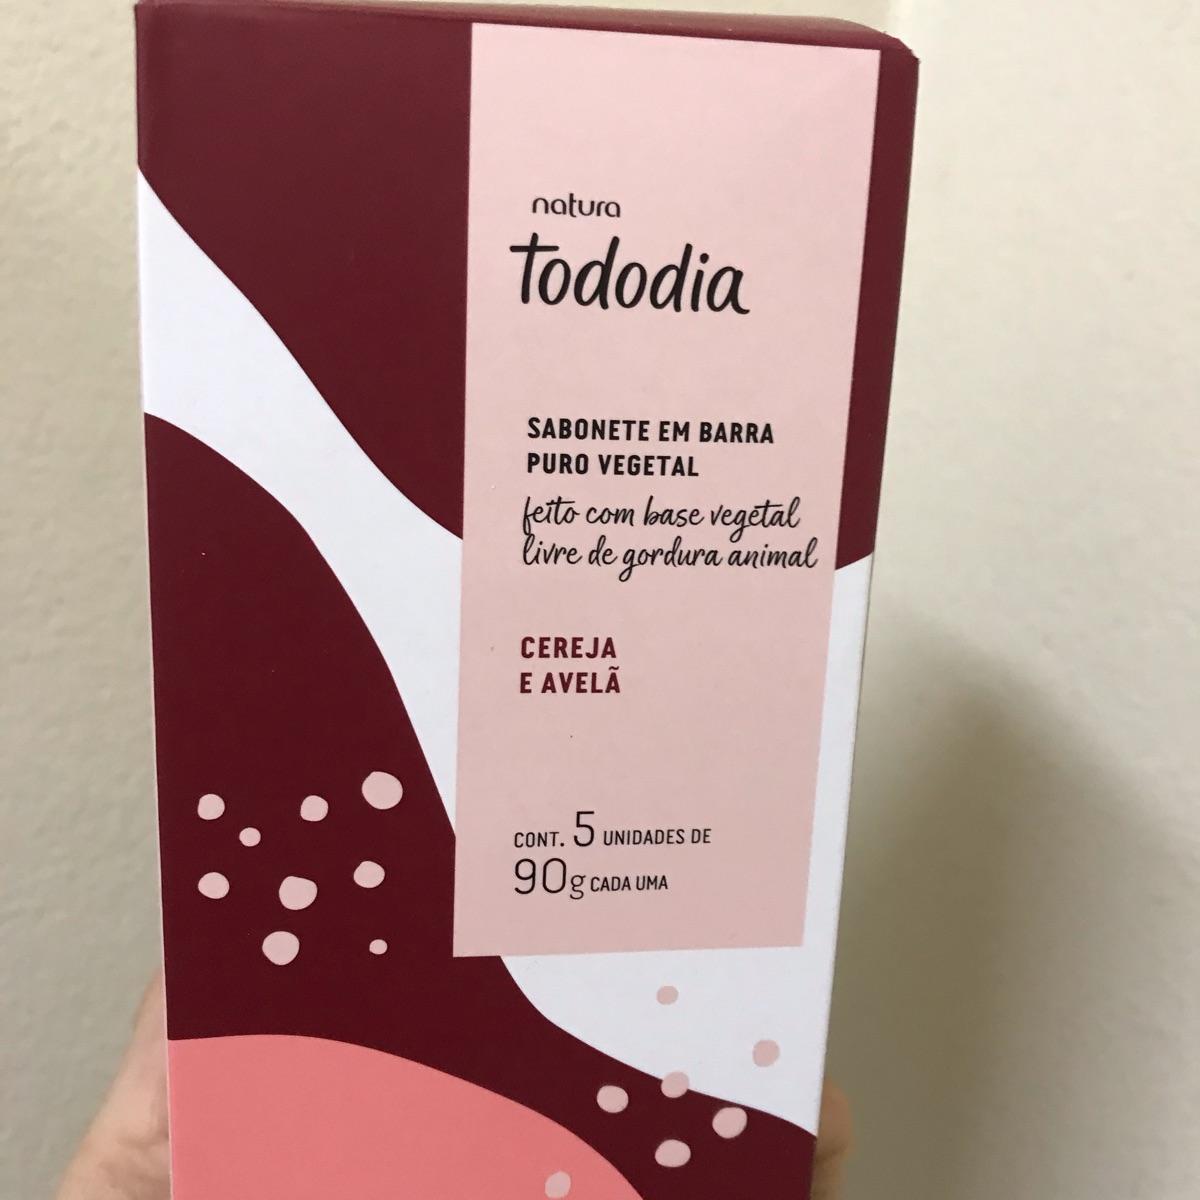 natura
Tododia
SABONETE EM BARRA
PURO VEGETAL
feito com base vegetal
livre de gordura animal
CEREJA
E AVELÃ
CONT. 5 UNIDADES DE
90g CADA UMA